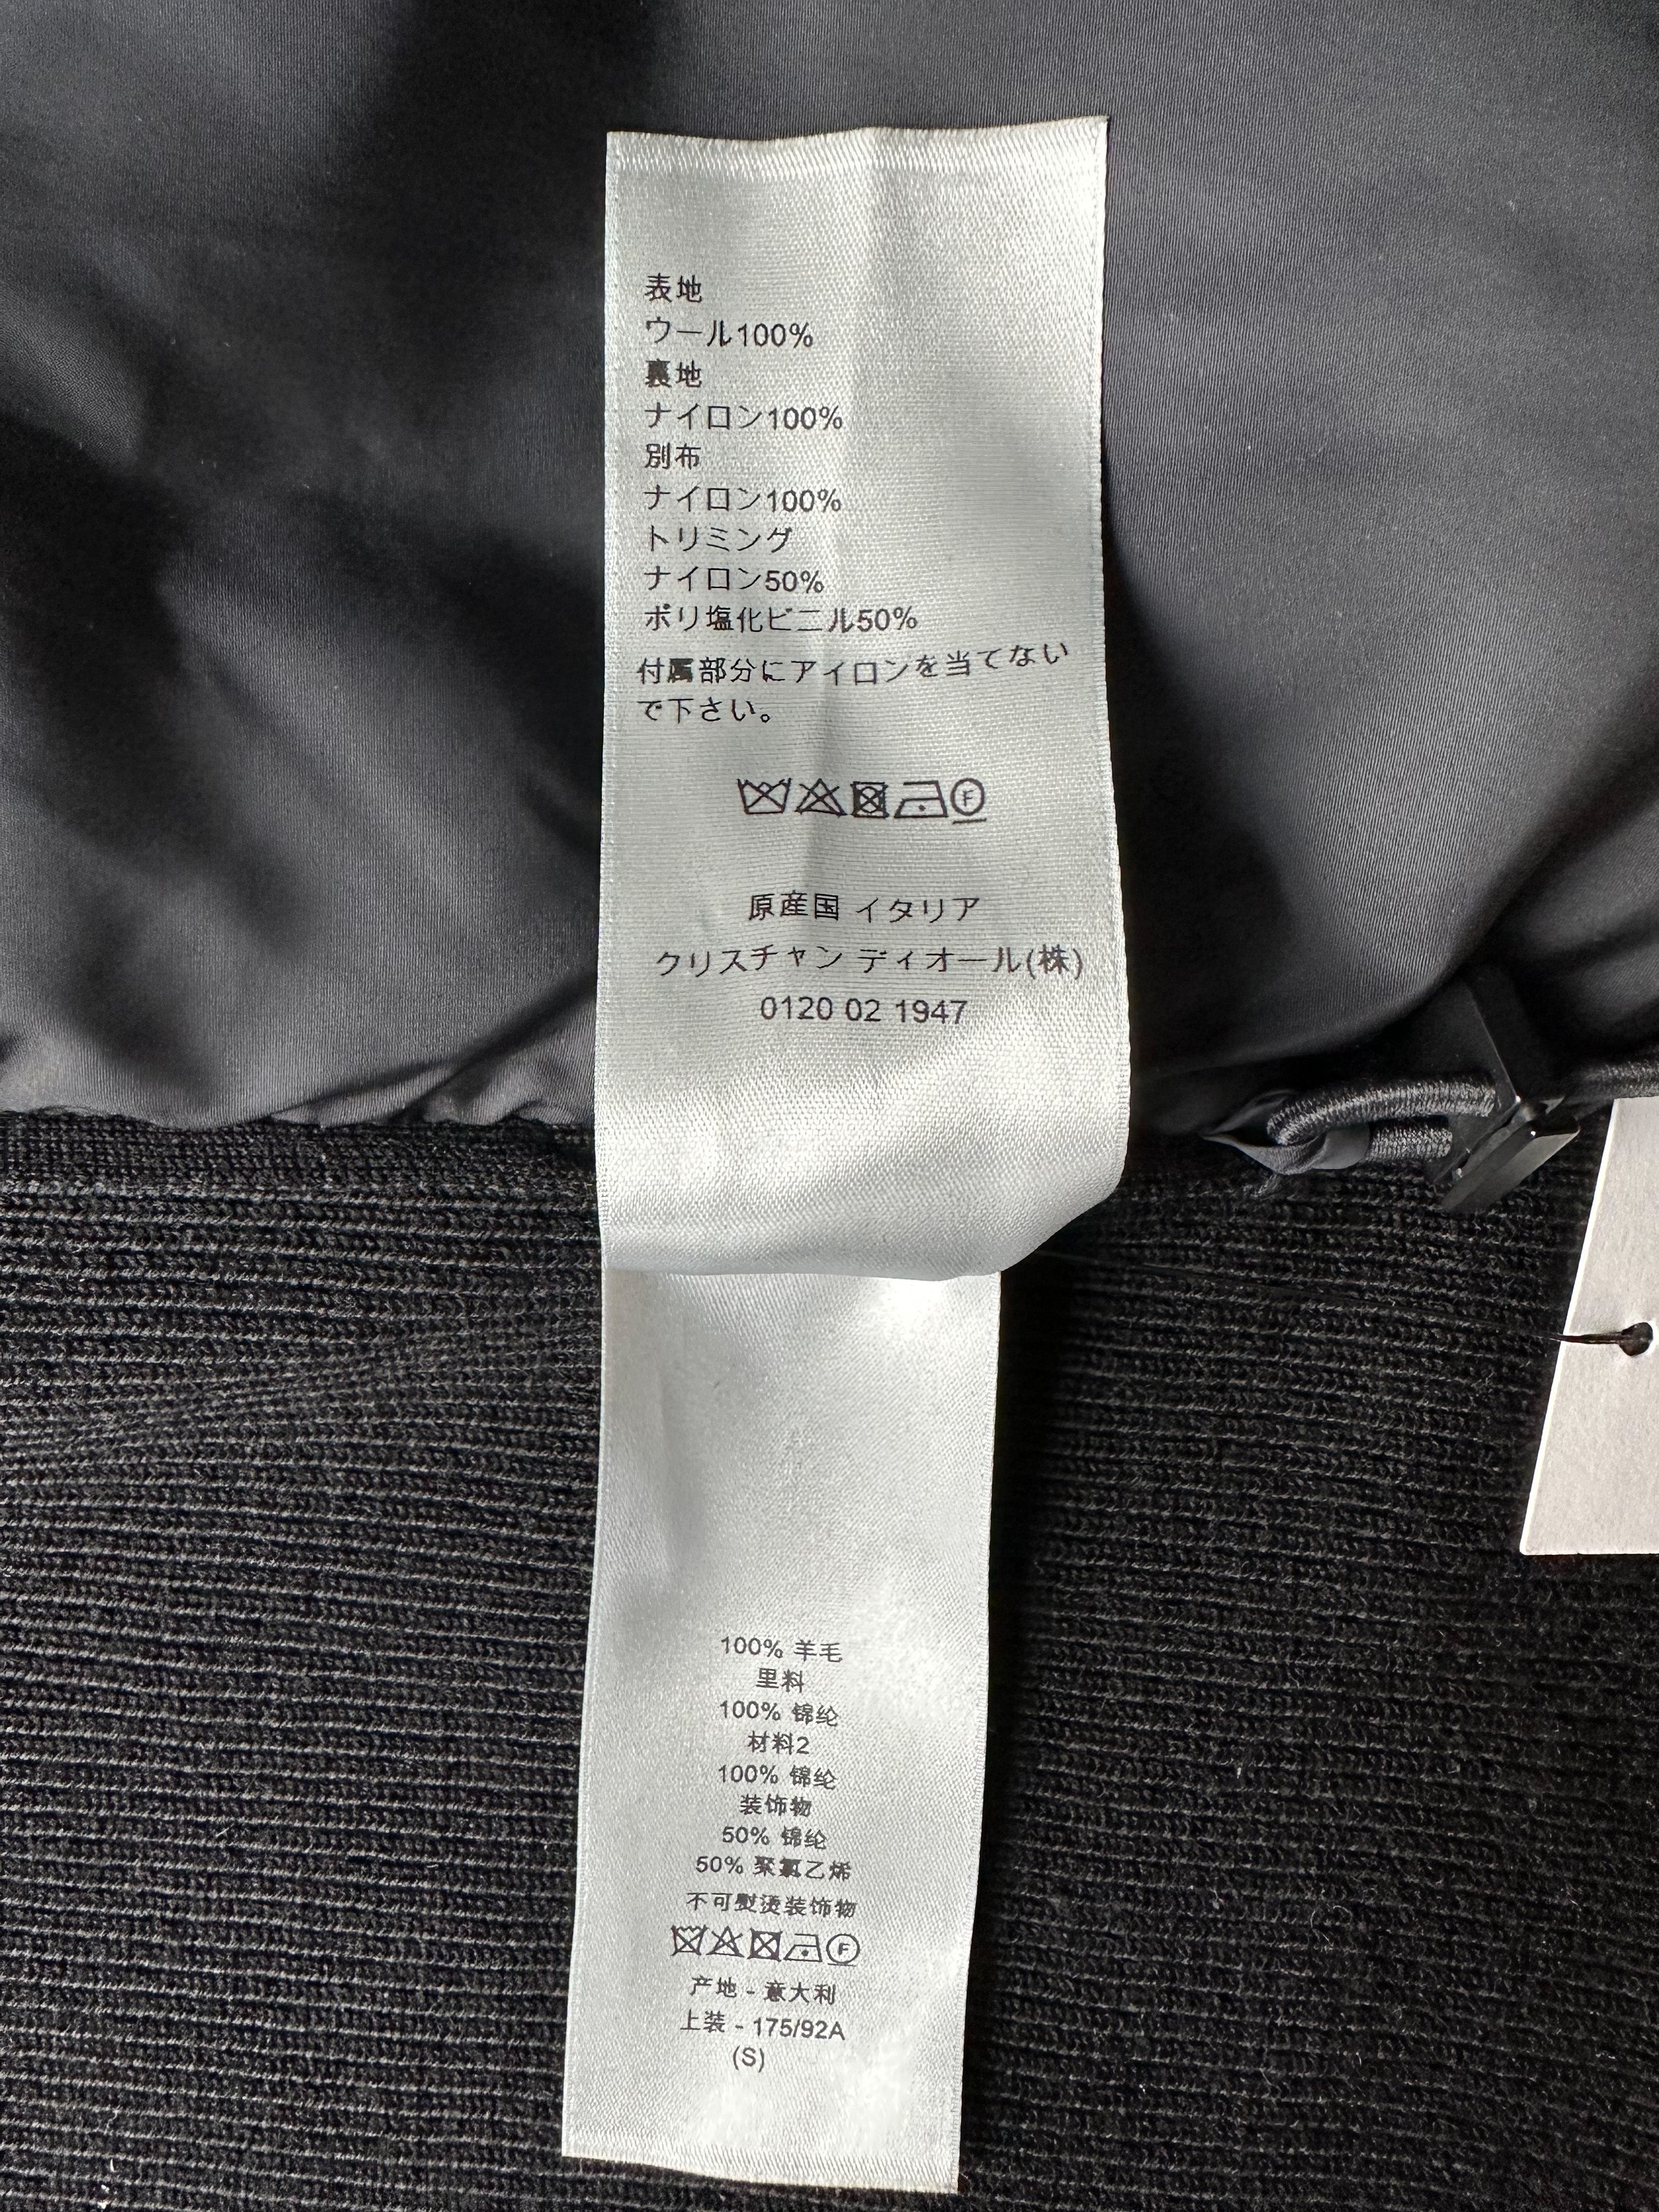 表地
ウール100%
裏地
ナイロン100%
別布
ナイロン100%
トリミング
ナイロン50%
ポリ塩化ビニル50%
付属部分にアイロンを当てない
で下さい。
F
原産国 イタリア
クリスチャン ディオール(株)
0120 02 1947
100% 羊毛
里料
100% 锦纶
材料2
100% 锦纶
装饰物
50% 锦纶
50% 聚氯乙烯
不可熨烫装饰物
F
产地 - 意大利
上装 - 175/92A
(S)